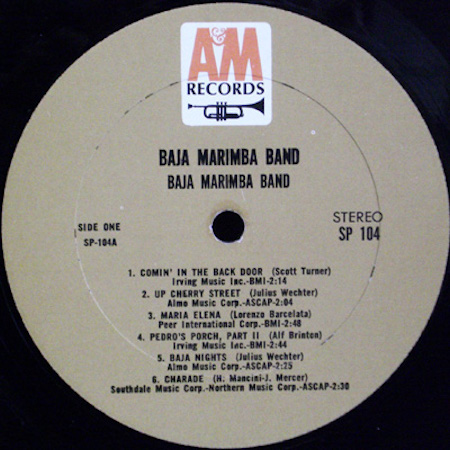 A&M
RECORDS
BAJA MARIMBA BAND
BAJA MARIMBA BAND
SIDE ONE
SP-104A
STEREO
SP 104
1. COMIN' IN THE BACK DOOR (Scott Turner)
Irving Music Inc.-BMI-2:14
2. UP CHERRY STREET (Julius Wechter)
Almo Music Corp.-ASCAP-2:04
3. MARIA ELENA (Lorenzo Barcelata)
Peer International Corp.-BMI-2:48
4. PEDRO'S PORCH, PART II (Alf Brinton)
Irving Music Inc.-BMI-2:44
5. BAJA NIGHTS (Julius Wechter)
Almo Music Corp.-ASCAP-2:25
6. CHARADE (H. Mancini-J. Mercer)
Southdale Music Corp.-Northern Music Corp.-ASCAP-2:30